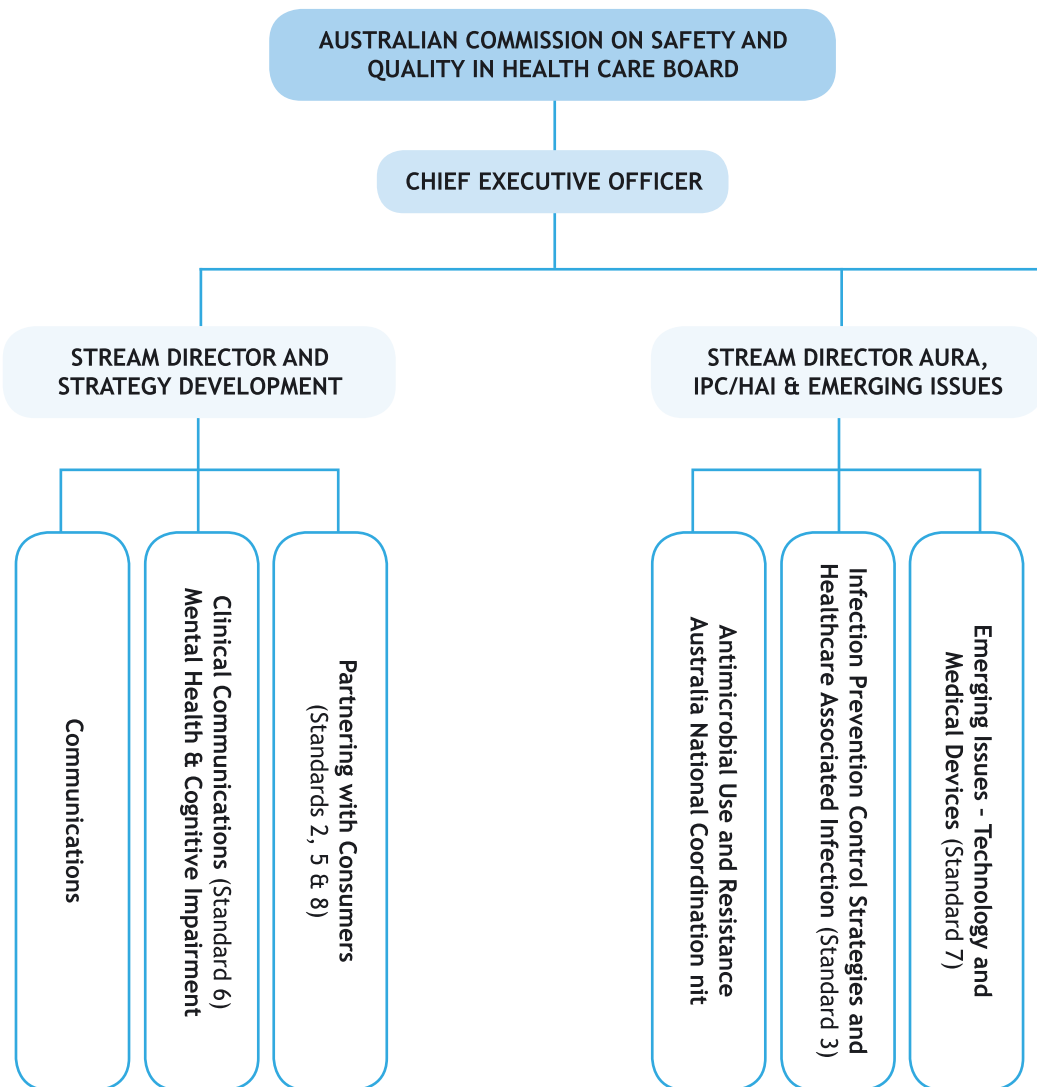 AUSTRALIAN COMMISSION ON SAFETY AND
QUALITY IN HEALTH CARE BOARD
CHIEF EXECUTIVE OFFICER
STREAM DIRECTOR AND
STRATEGY DEVELOPMENT
STREAM DIRECTOR AURA,
IPC/HAI & EMERGING ISSUES
Communications
Clinical Communications (Standard 6)
Mental Health & Cognitive Impairment
Partnering with Consumers
(Standards 2, 5 & 8)
Antimicrobial Use and Resistance
Australia National Coordination nit
Infection Prevention Control Strategies and
Healthcare Associated Infection (Standard 3)
Emerging Issues - Technology and
Medical Devices (Standard 7)